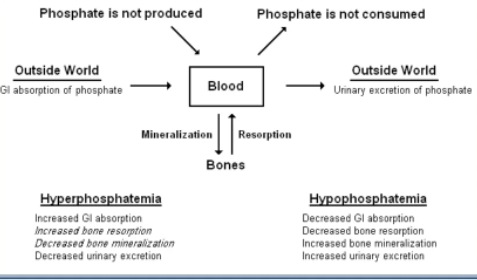 Phosphate is not produced
Phosphate is not consumed
Outside World
GI absorption of phosphate
Blood
Outside World
Urinary excretion of phosphate
Mineralization
Resorption
Bones
Hyperphosphatemia
Increased GI absorption
Increased bone resorption
Decreased bone mineralization
Decreased urinary excretion
Hypophosphatemia
Decreased GI absorption
Decreased bone resorption
Increased bone mineralization
Increased urinary excretion